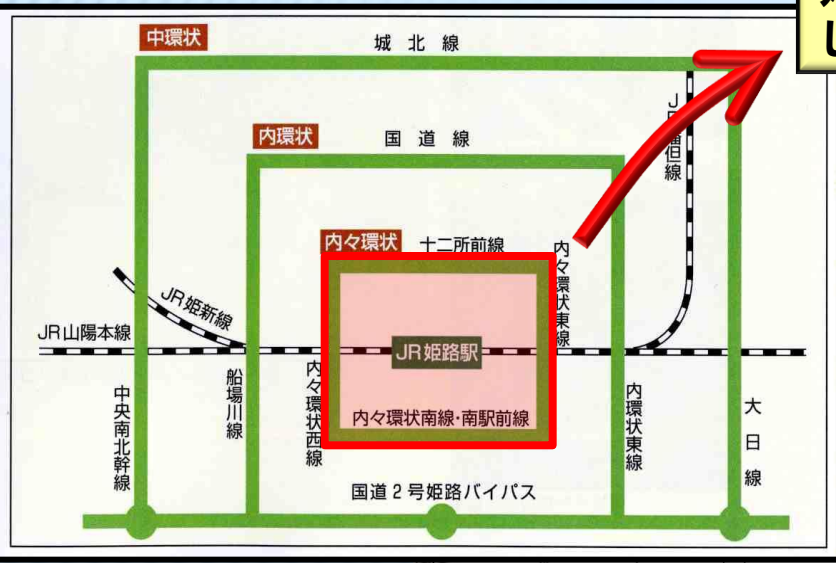 中環状
城北線
内環状
国道線
JR播但線
内々環状
十二所前線
内々環状東線
JR姫新線
JR山陽本線
JR姫路駅
中央南北幹線
船場川線
内々環状西線
内々環状南線・南駅前線
内環状東線
大日線
国道2号姫路バイパス